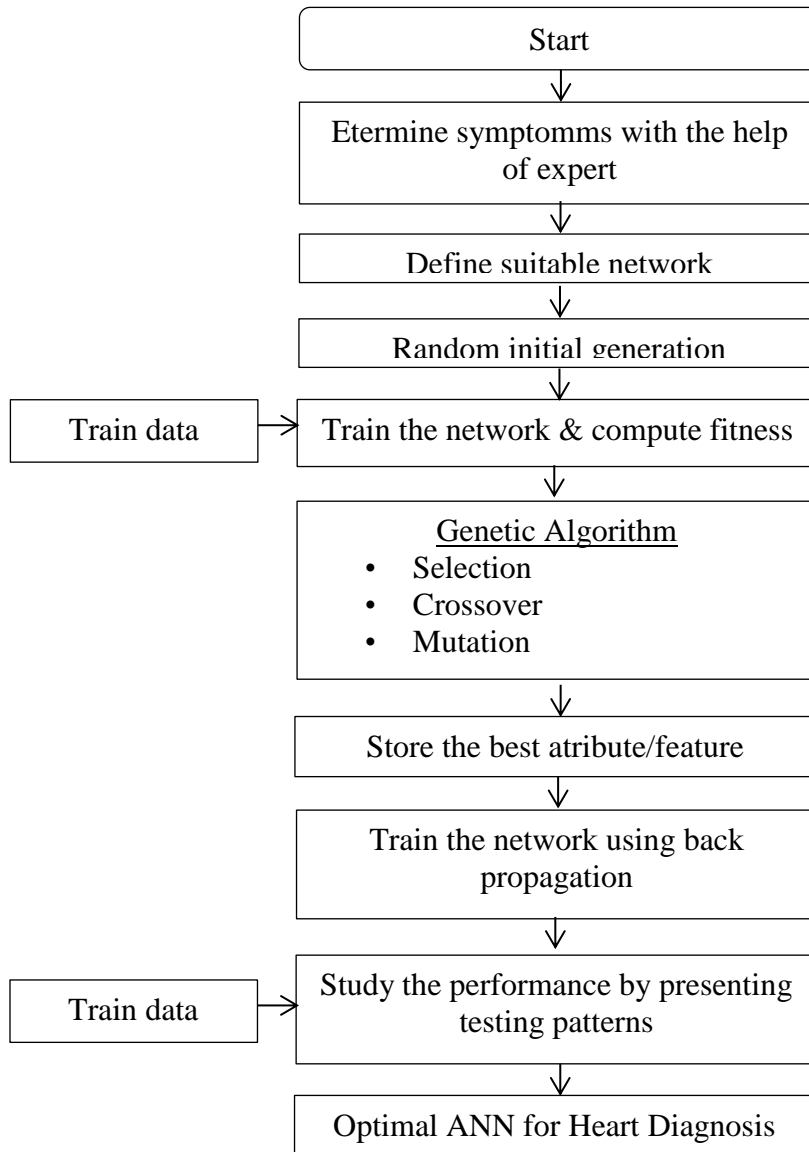 Start
Etermine symptomms with the help
of expert
Define suitable network
Random initial generation
Train data
Train the network & compute fitness
Genetic Algorithm
• Selection
• Crossover
• Mutation
Store the best atribute/feature
Train the network using back
propagation
Train data
Study the performance by presenting
testing patterns
Optimal ANN for Heart Diagnosis